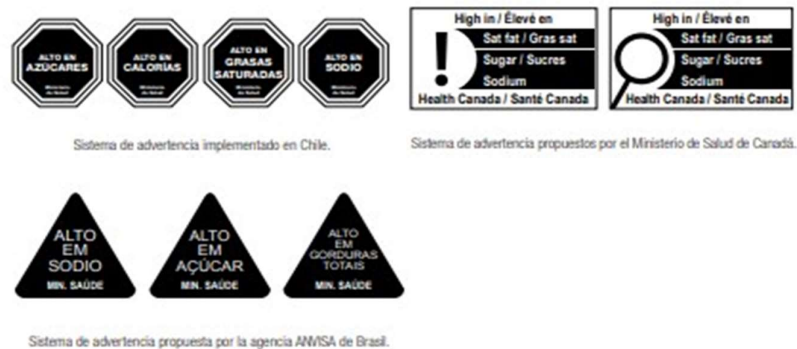 ALTO EN
AZÚCARES
Ministerio
de Salud
ALTO EN
CALORÍAS
Ministerio
de Salud
ALTO EN
GRASAS
SATURADAS
Ministerio
de Salud
ALTO EN
SODIO
Ministerio
de Salud
Sistema de advertencia implementado en Chile.
High in / Élevé en
!
Sat fat / Gras sat
Sugar / Sucres
Sodium
Health Canada / Santé Canada
High in / Élevé en
Sat fat / Gras sat
Sugar / Sucres
Sodium
Health Canada / Santé Canada
Sistema de advertencia propuestos por el Ministerio de Salud de Canadá.
ALTO
EM
SODIO
MIN. SAÚDE
ALTO
EM
AÇÚCAR
MIN. SAÚDE
ALTO
EM
GORDURAS
TOTAIS
MIN. SAÚDE
Sistema de advertencia propuesta por la agencia ANVISA de Brasil.